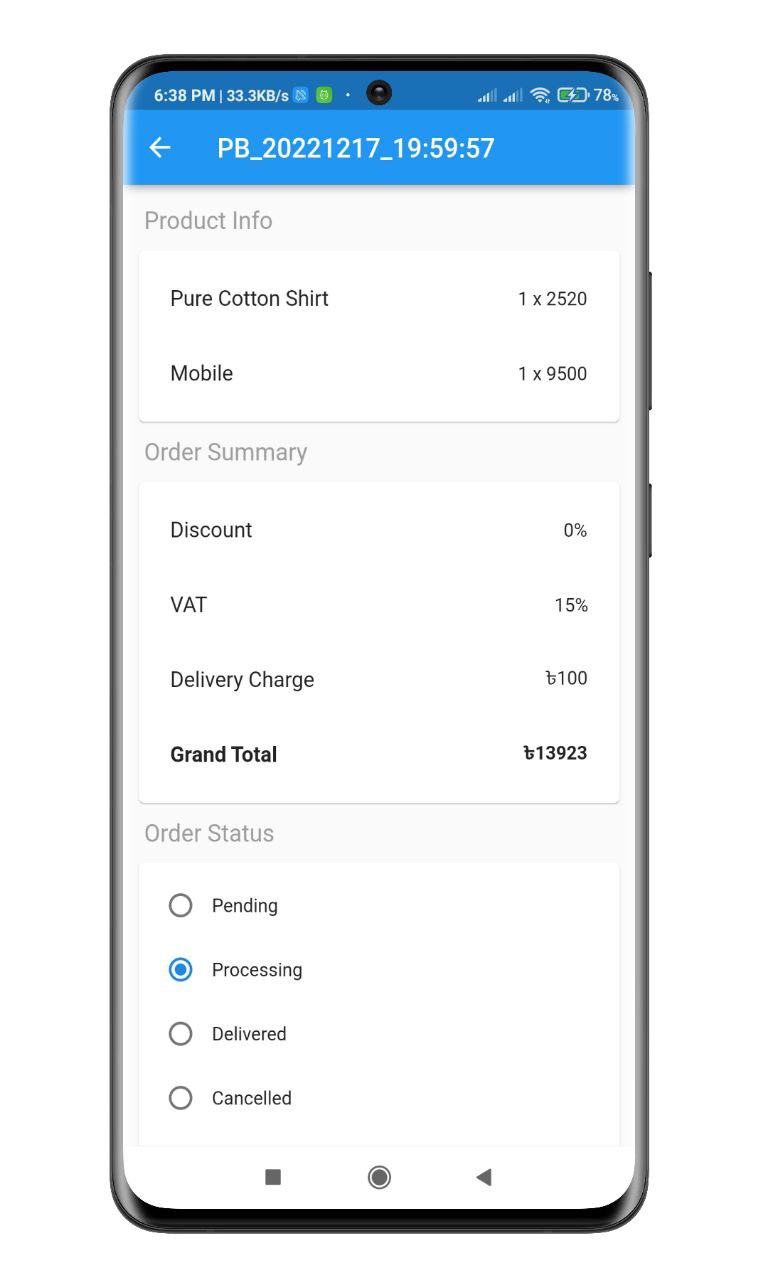 6:38 PM | 33.3KB/s 78%
PB_20221217_19:59:57
Product Info
Pure Cotton Shirt 1 x 2520
Mobile 1 x 9500
Order Summary
Discount 0%
VAT 15%
Delivery Charge ৳100
Grand Total ৳13923
Order Status
Pending
Processing
Delivered
Cancelled